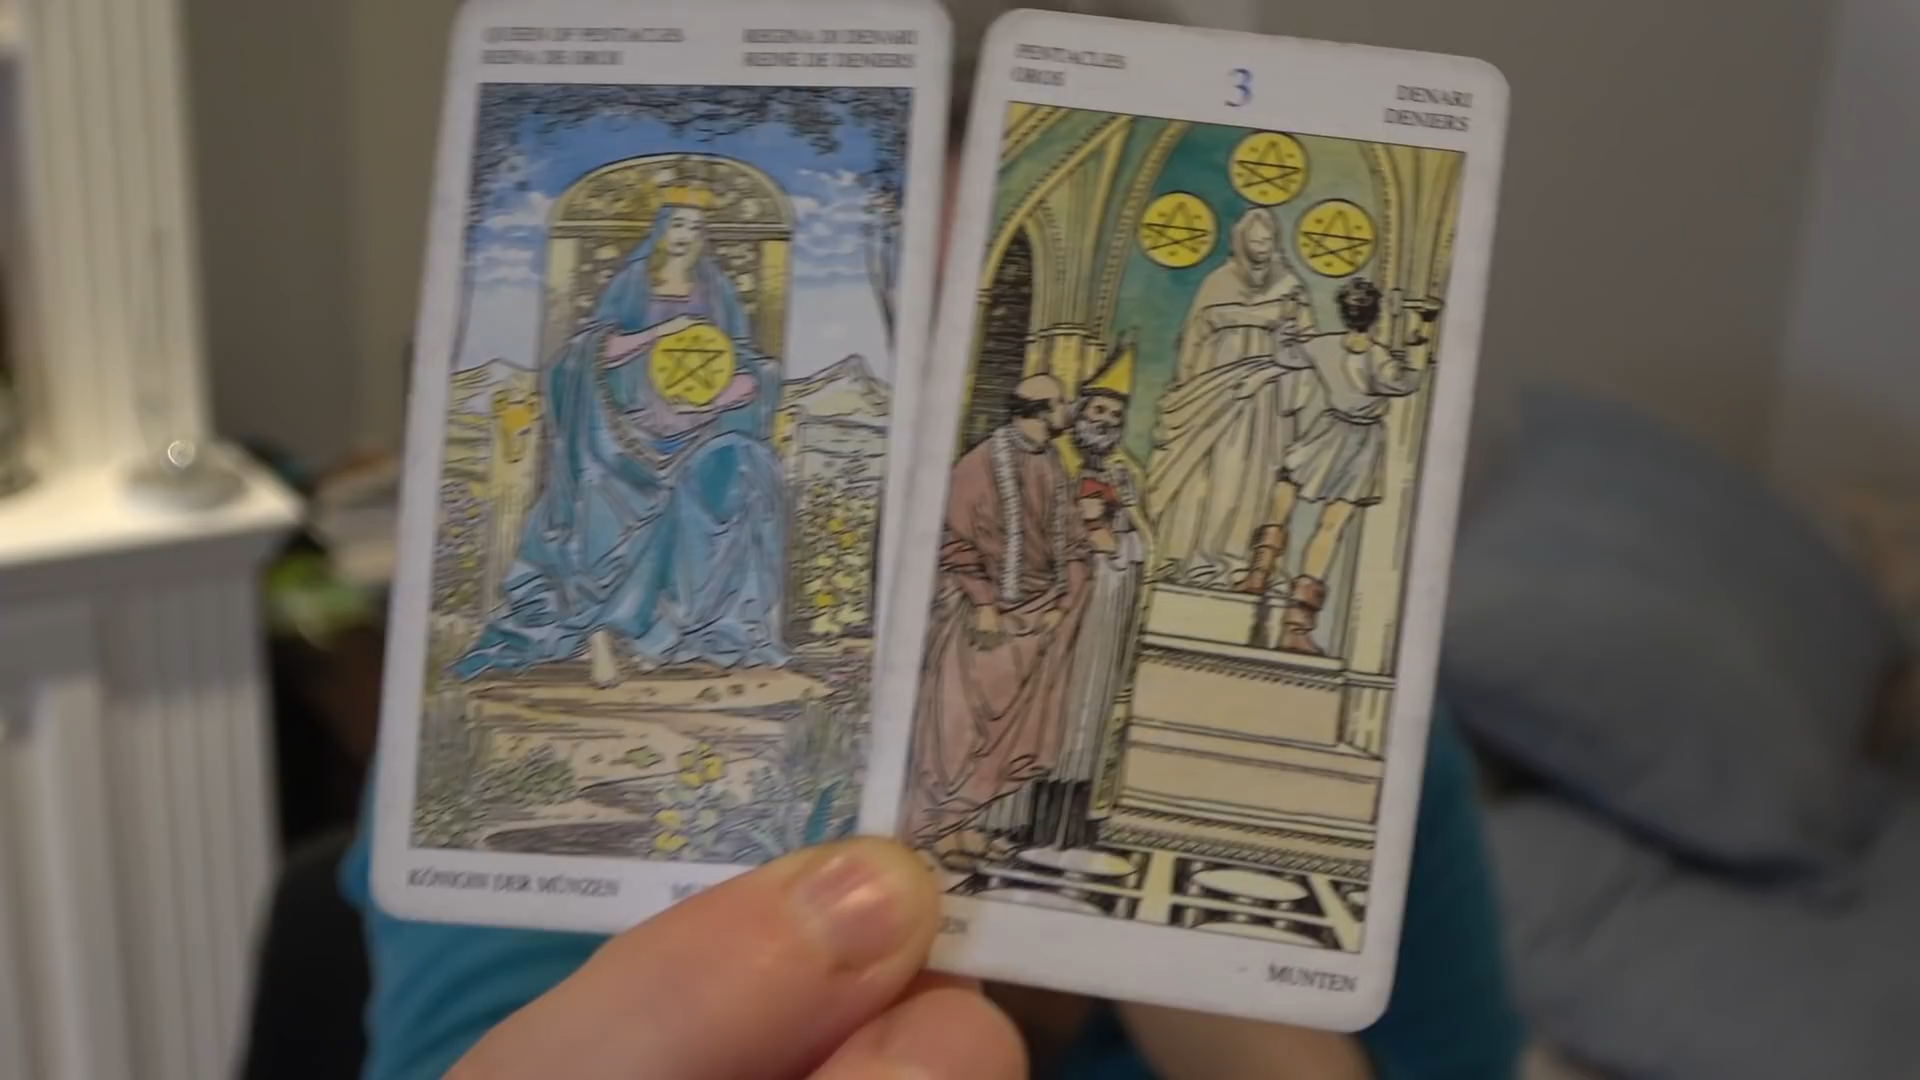 QUEEN OF PENTACLES
REINA DE OROS
REGINA DI DENARI
REINE DE DENIERS
KÖNIGIN DER MÜNZEN
PENTACLES
OROS
3
DENARI
DENIERS
MUNTEN